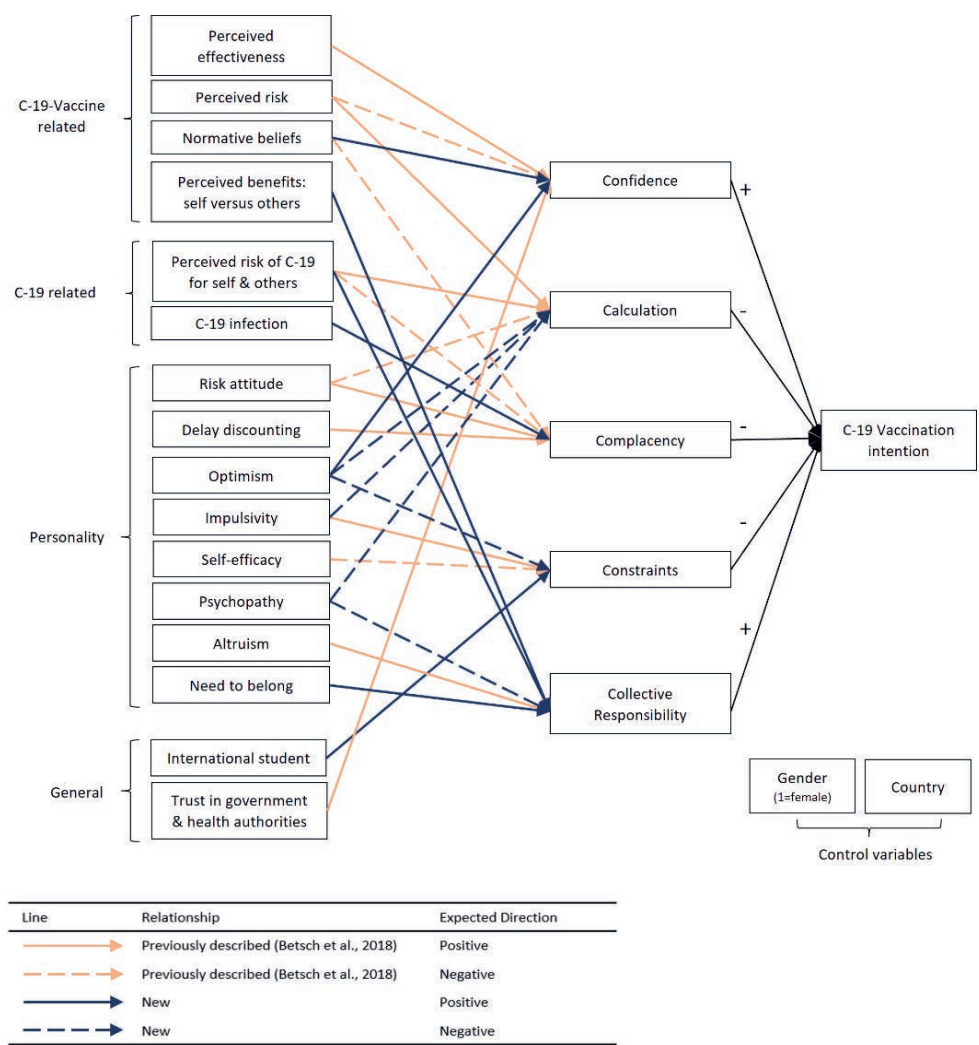 C-19-Vaccine
related
Perceived
effectiveness
Perceived risk
Normative beliefs
Perceived benefits:
self versus others
C-19 related
Perceived risk of C-19
for self & others
C-19 infection
Personality
Risk attitude
Delay discounting
Optimism
Impulsivity
Self-efficacy
Psychopathy
Altruism
Need to belong
General
International student
Trust in government
& health authorities
Confidence
Calculation
Complacency
Constraints
Collective
Responsibility
+
-
-
-
+
C-19 Vaccination
intention
Gender
(1=female)
Country
Control variables
Line Relationship Expected Direction
Previously described (Betsch et al., 2018) Positive
Previously described (Betsch et al., 2018) Negative
New Positive
New Negative